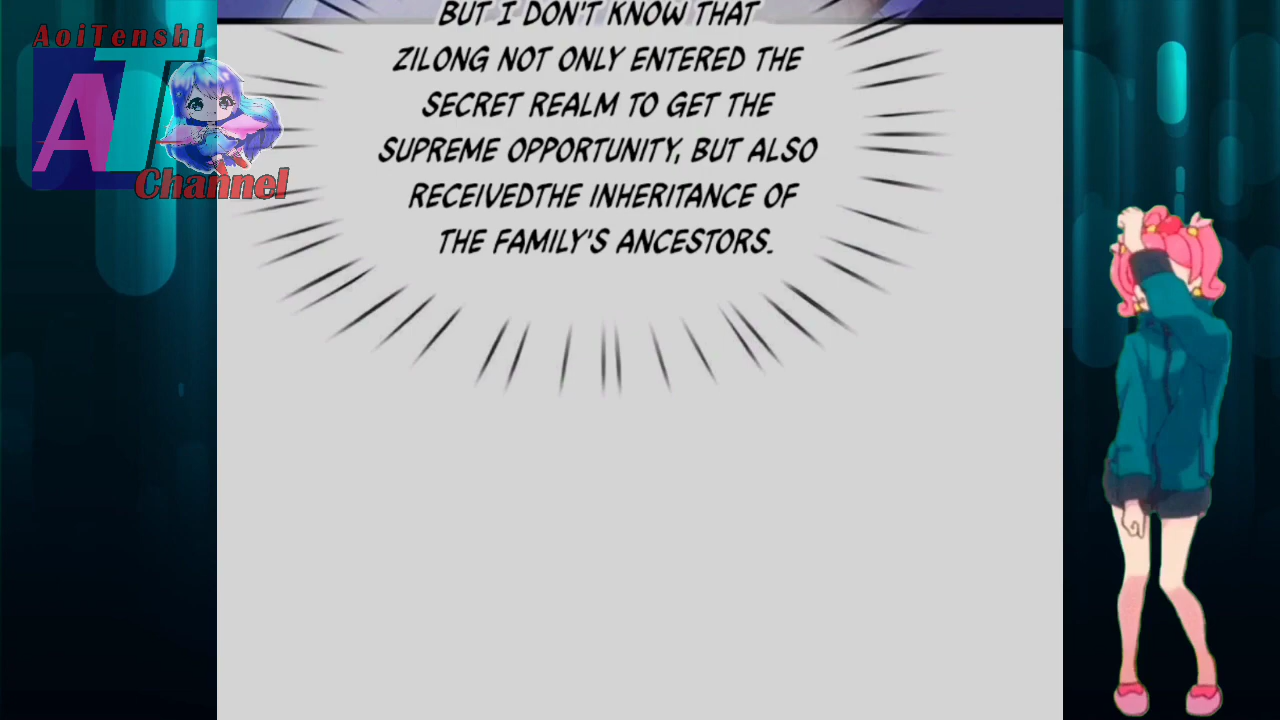 AoiTenshi
AT
Channel
BUT I DON'T KNOW THAT
ZILONG NOT ONLY ENTERED THE
SECRET REALM TO GET THE
SUPREME OPPORTUNITY, BUT ALSO
RECEIVEDTHE INHERITANCE OF
THE FAMILY'S ANCESTORS.